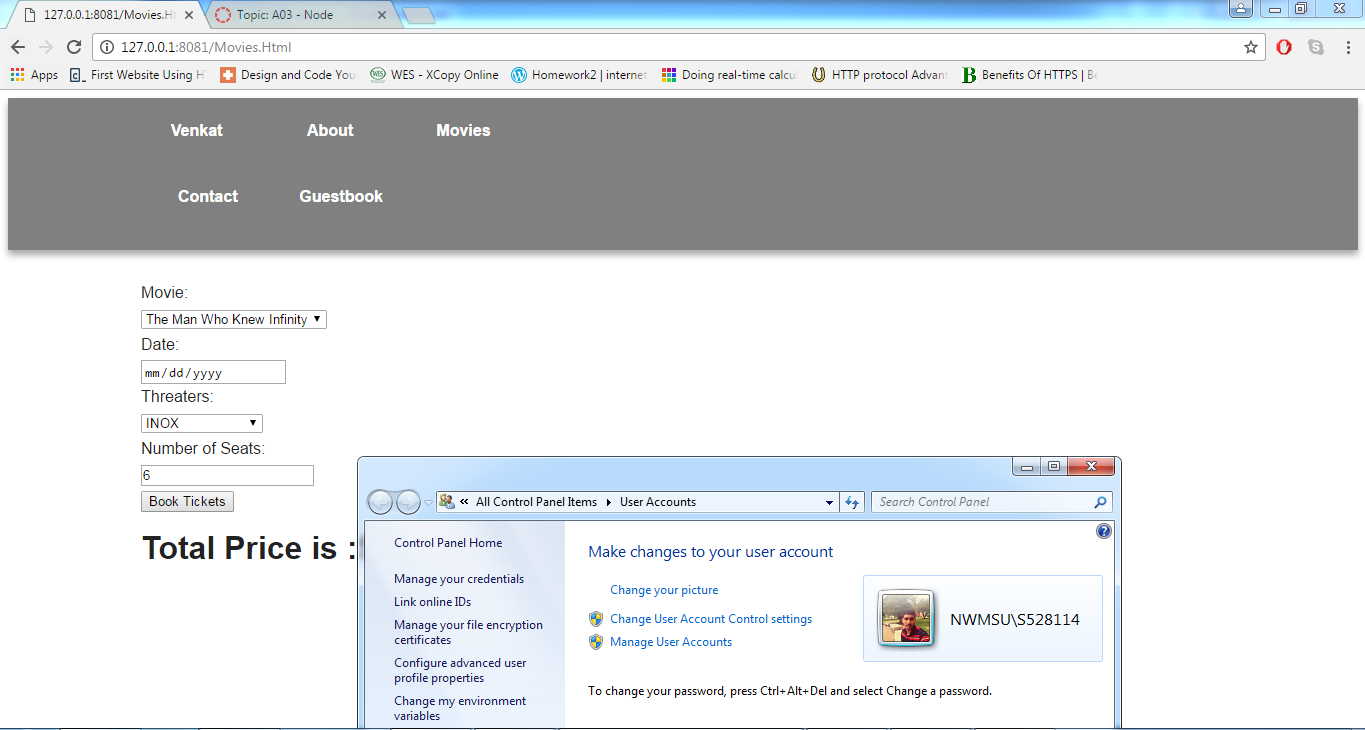 127.0.0.1:8081/Movies.Ht
Topic: A03 - Node
127.0.0.1:8081/Movies.Html
Apps
First Website Using H
Design and Code You
WES WES - XCopy Online
Homework2 | internet
Doing real-time calcu
HTTP protocol Advant
B Benefits Of HTTPS | Be
Venkat About Movies
Contact Guestbook
Movie:
The Man Who Knew Infinity
Date:
mm/dd/yyyy
Threaters:
INOX
Number of Seats:
6
Book Tickets
Total Price is :
« All Control Panel Items User Accounts
Search Control Panel
Control Panel Home
Manage your credentials
Link online IDs
Manage your file encryption
certificates
Configure advanced user
profile properties
Change my environment
variables
Make changes to your user account
Change your picture
Change User Account Control settings
Manage User Accounts
NWMSU\S528114
To change your password, press Ctrl+Alt+Del and select Change a password.